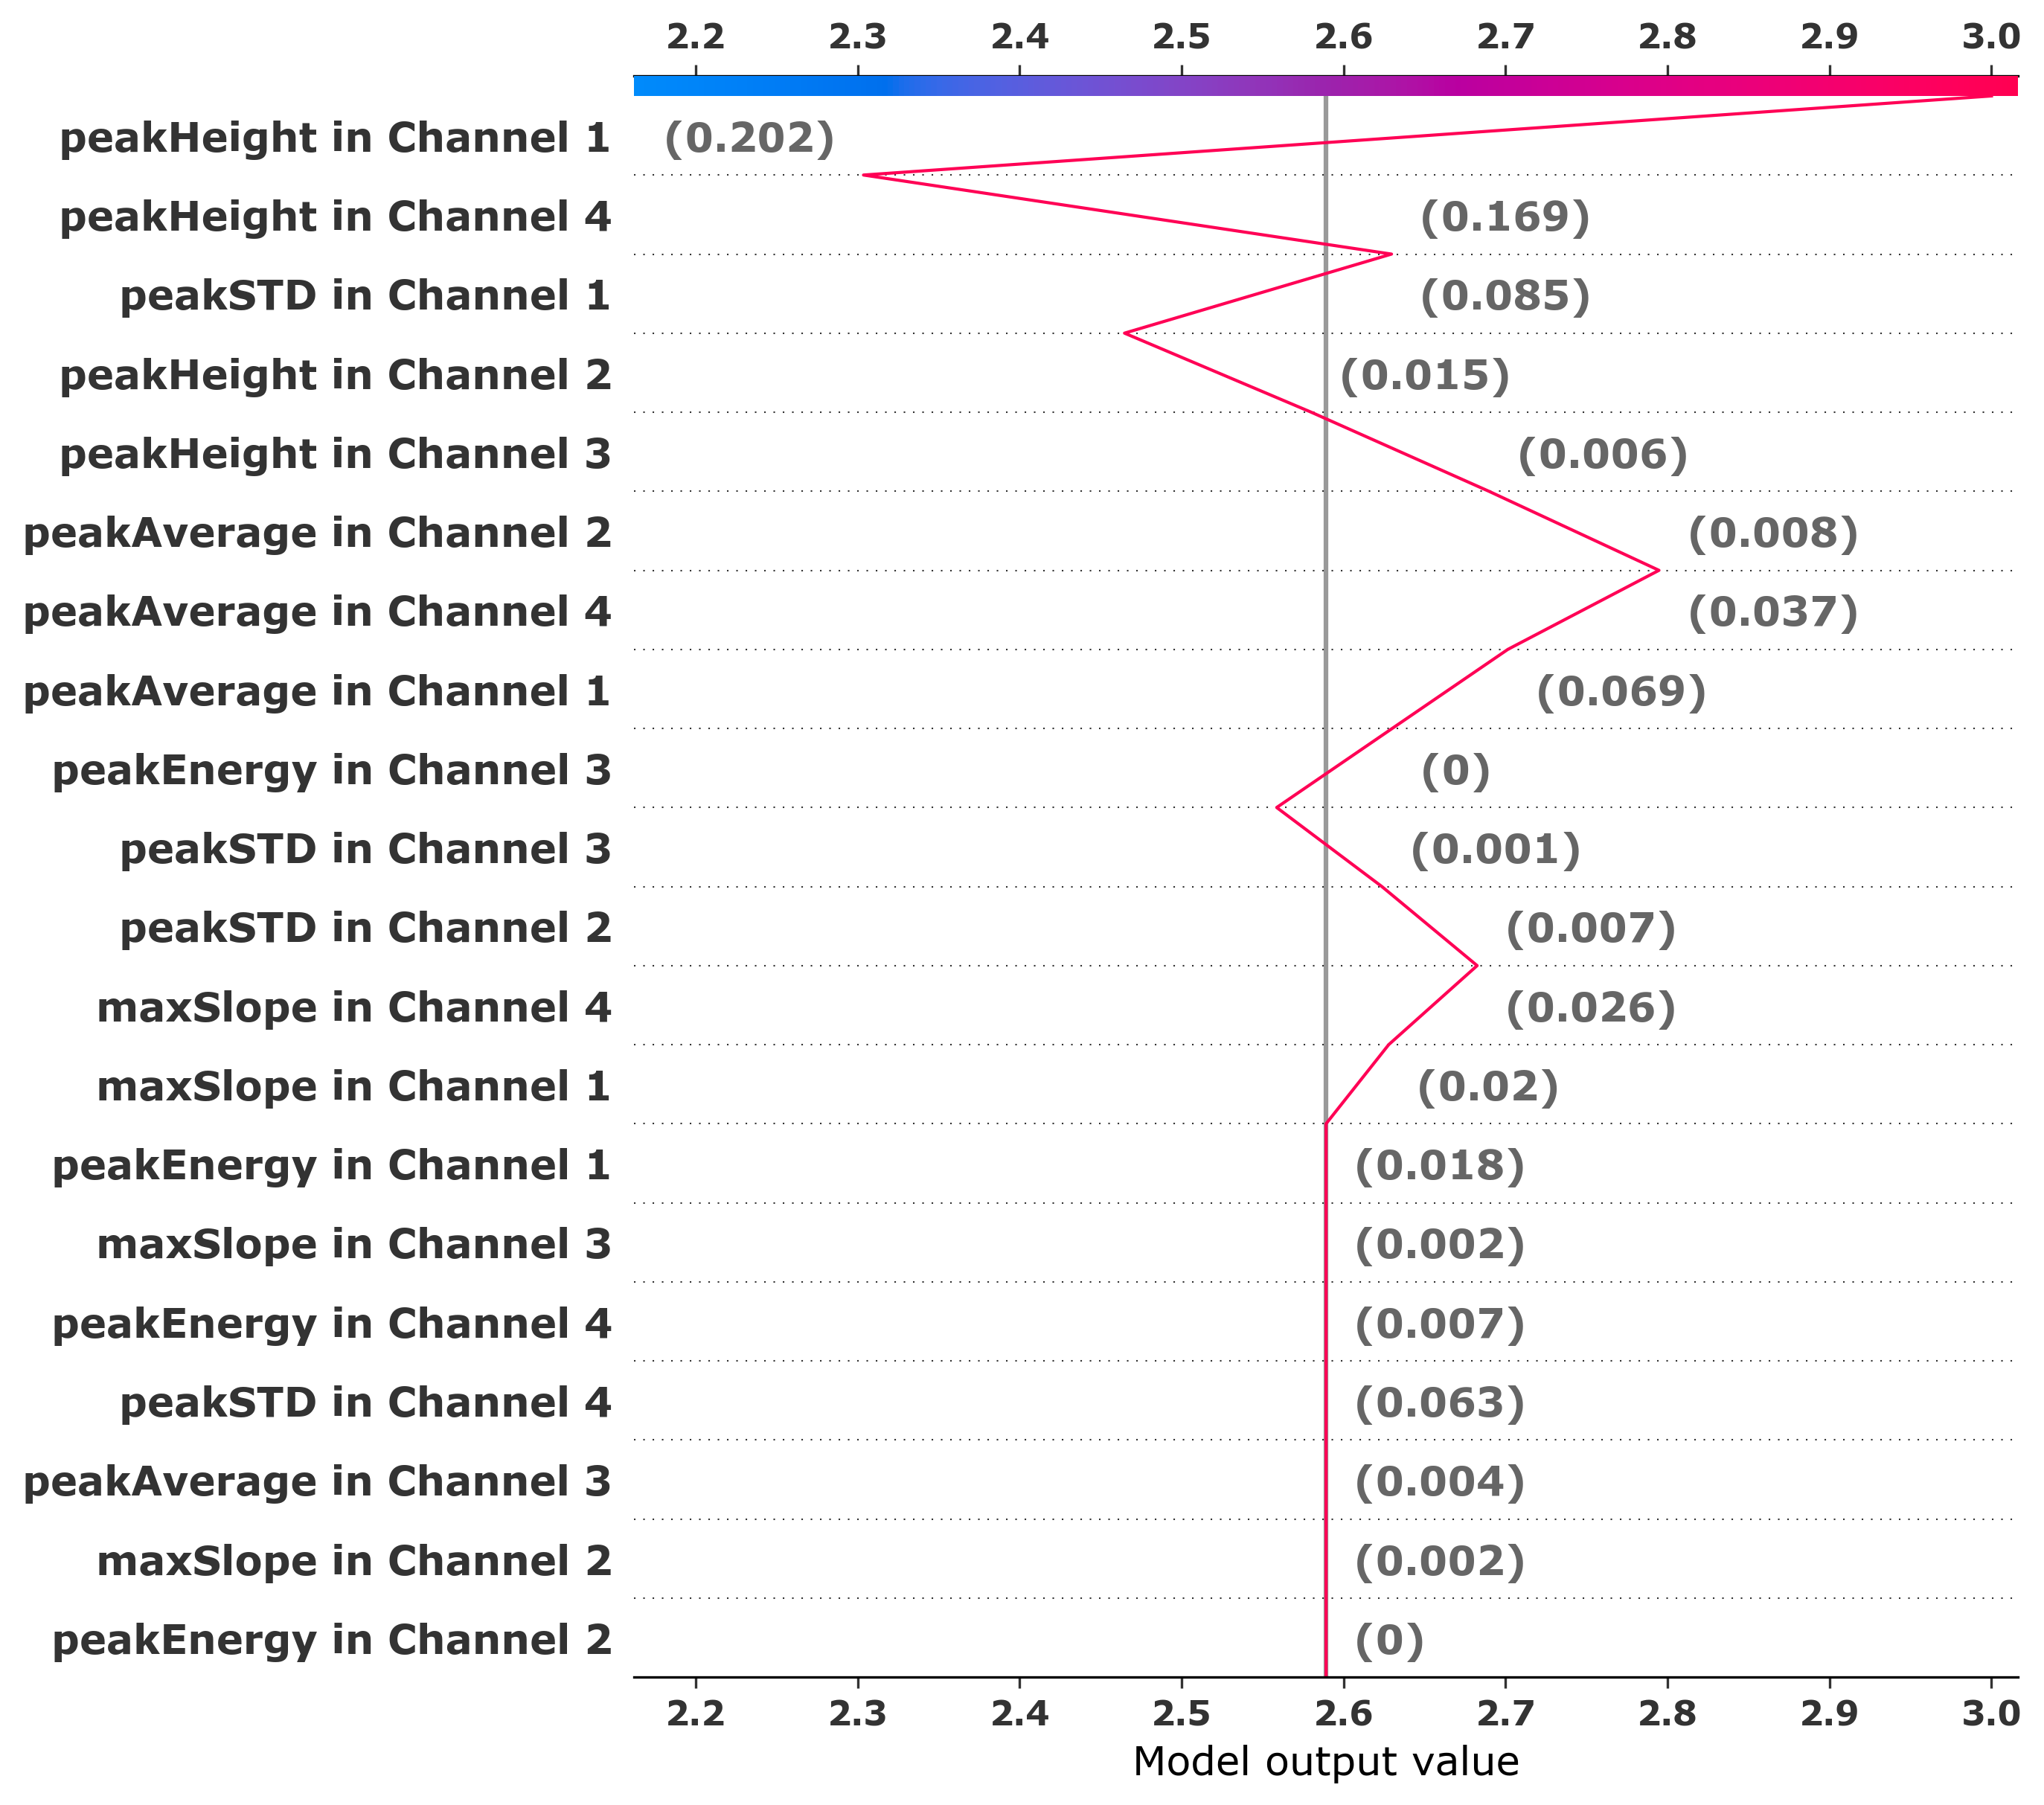 2.2 2.3 2.4 2.5 2.6 2.7 2.8 2.9 3.0
peakHeight in Channel 1 (0.202)
peakHeight in Channel 4 (0.169)
peakSTD in Channel 1 (0.085)
peakHeight in Channel 2 (0.015)
peakHeight in Channel 3 (0.006)
peakAverage in Channel 2 (0.008)
peakAverage in Channel 4 (0.037)
peakAverage in Channel 1 (0.069)
peakEnergy in Channel 3 (0)
peakSTD in Channel 3 (0.001)
peakSTD in Channel 2 (0.007)
maxSlope in Channel 4 (0.026)
maxSlope in Channel 1 (0.02)
peakEnergy in Channel 1 (0.018)
maxSlope in Channel 3 (0.002)
peakEnergy in Channel 4 (0.007)
peakSTD in Channel 4 (0.063)
peakAverage in Channel 3 (0.004)
maxSlope in Channel 2 (0.002)
peakEnergy in Channel 2 (0)
2.2 2.3 2.4 2.5 2.6 2.7 2.8 2.9 3.0
Model output value